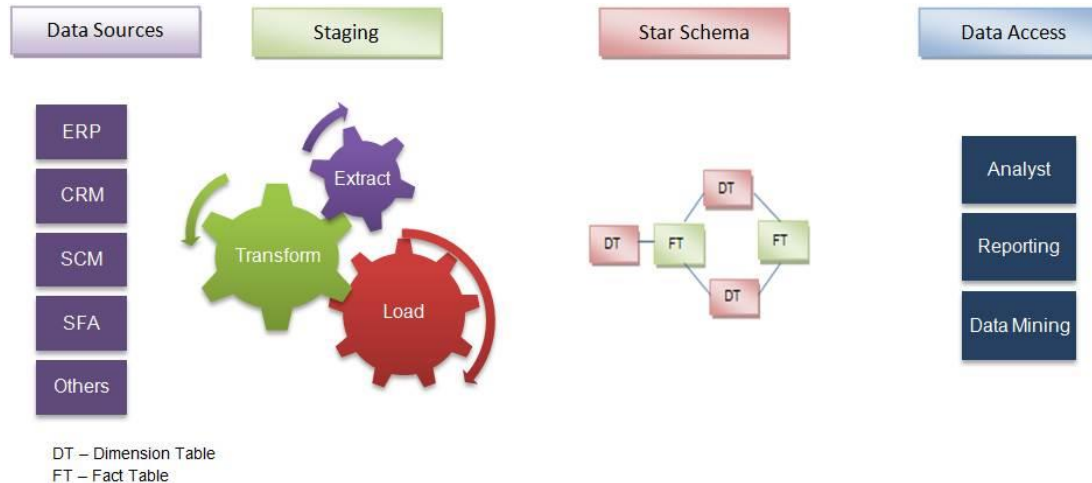 Data Sources
Staging
Star Schema
Data Access
ERP
CRM
SCM
SFA
Others
Extract
Transform
Load
DT
DT
FT
FT
DT
Analyst
Reporting
Data Mining
DT – Dimension Table
FT – Fact Table